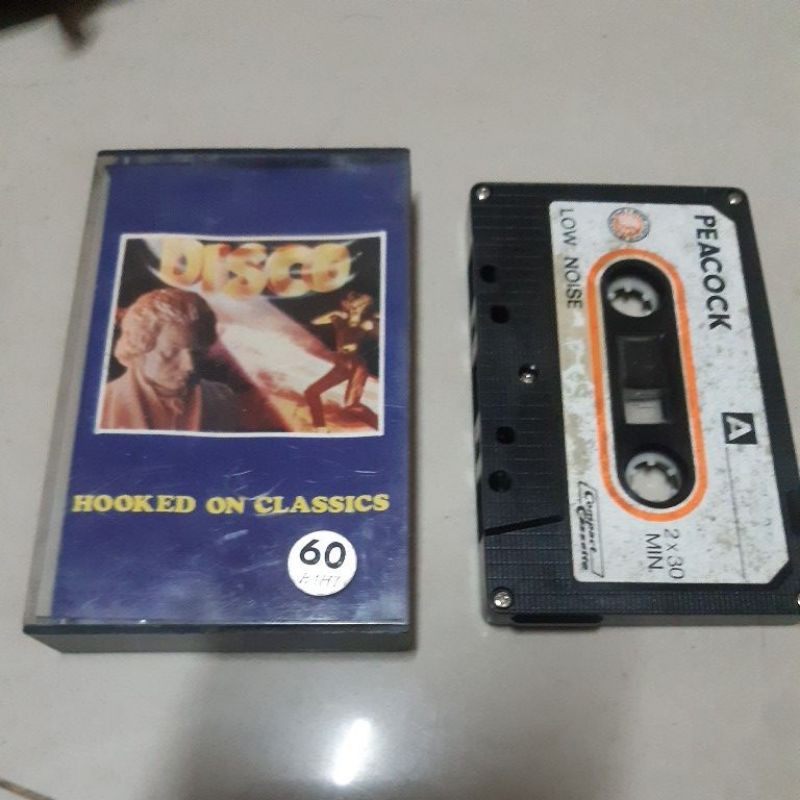 DISCO
HOOKED ON CLASSICS
60
PEACOCK
LOW NOISE
A
2 x 30
MIN.
Compact
Cassette